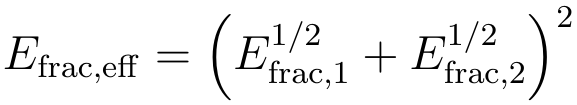 $E_{\text{frac,eff}} = \left( E_{\text{frac},1}^{1/2} + E_{\text{frac},2}^{1/2} \right)^2$